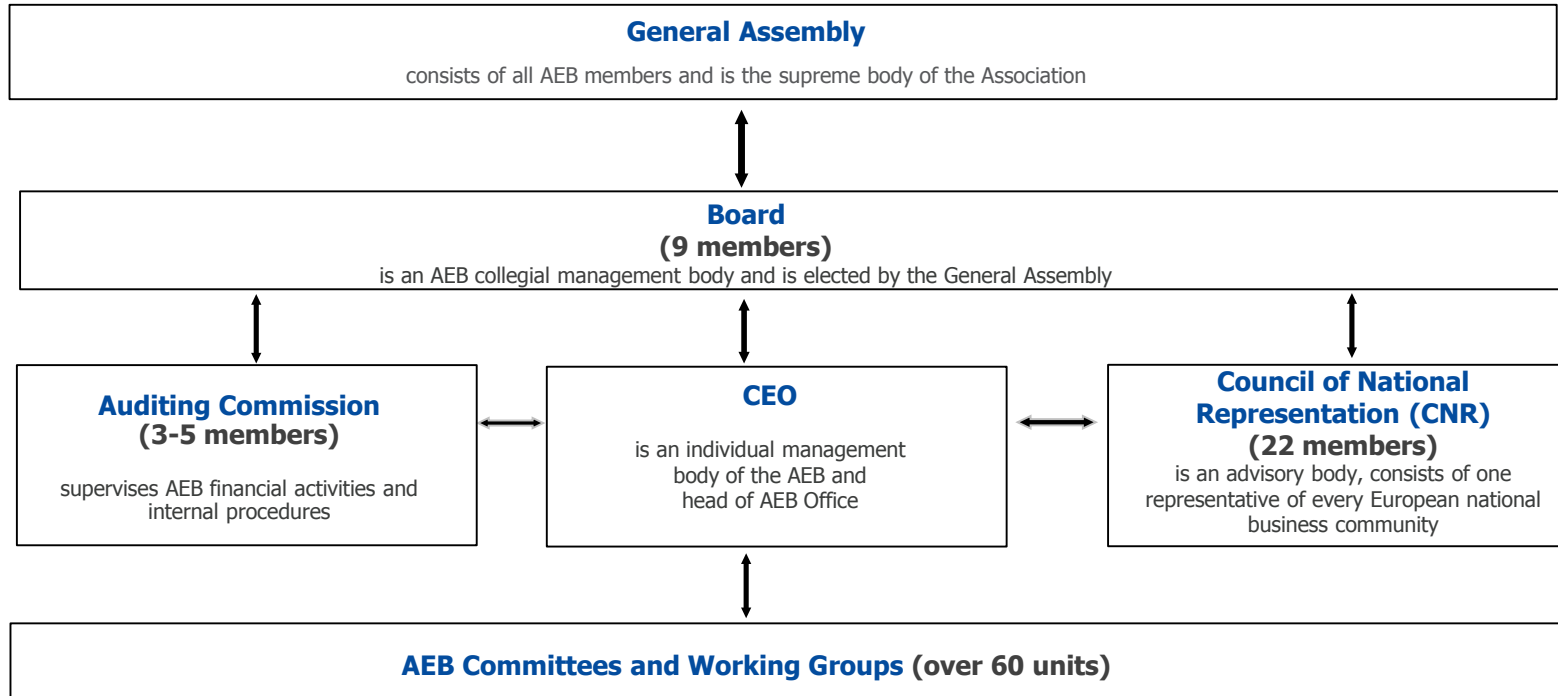 General Assembly
consists of all AEB members and is the supreme body of the Association
Board
(9 members)
is an AEB collegial management body and is elected by the General Assembly
Auditing Commission
(3-5 members)
supervises AEB financial activities and
internal procedures
CEO
is an individual management
body of the AEB and
head of AEB Office
Council of National
Representation (CNR)
(22 members)
is an advisory body, consists of one
representative of every European national
business community
AEB Committees and Working Groups (over 60 units)